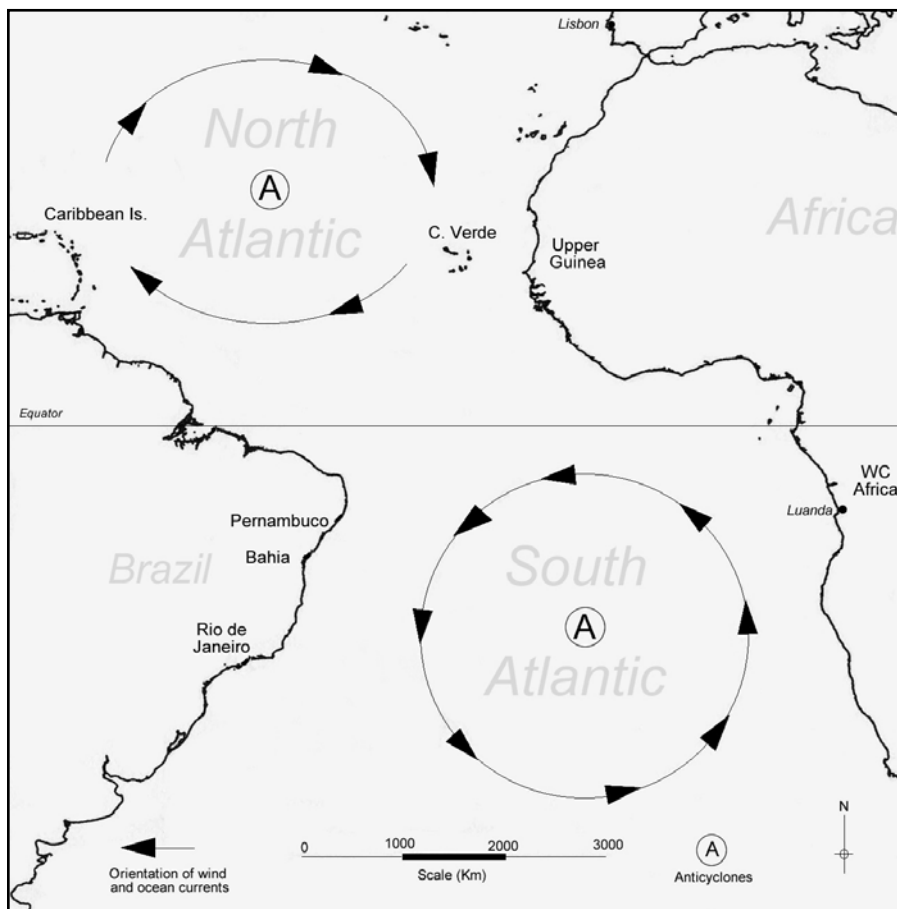 Lisbon
North
A
Caribbean Is.
Atlantic
C. Verde
Africa
Upper
Guinea
Equator
WC
Africa
Luanda
Pernambuco
Bahia
Brazil
South
A
Atlantic
Rio de
Janeiro
Orientation of wind
and ocean currents
0 1000 2000 3000
Scale (Km)
A
Anticyclones
N